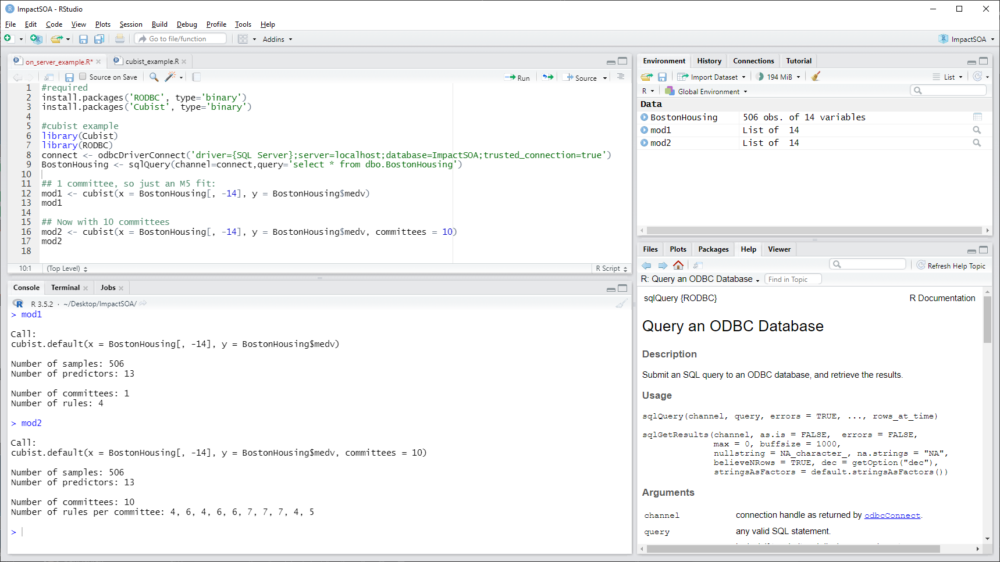 ImpactSOA - RStudio
File Edit Code View Plots Session Build Debug Profile Tools Help
Go to file/function Addins ImpactSOA
on_server_example.R* cubist_example.R
Source on Save Run Source
1 #required
2 install.packages('RODBC', type='binary')
3 install.packages('Cubist', type='binary')
4
5 #cubist example
6 library(Cubist)
7 library(RODBC)
8 connect <- odbcDriverConnect('driver={SQL Server};server=localhost;database=ImpactSOA;trusted_connection=true')
9 BostonHousing <- sqlQuery(channel=connect,query='select * from dbo.BostonHousing')
10
11 ## 1 committee, so just an M5 fit:
12 mod1 <- cubist(x = BostonHousing[, -14], y = BostonHousing$medv)
13 mod1
14
15 ## Now with 10 committees
16 mod2 <- cubist(x = BostonHousing[, -14], y = BostonHousing$medv, committees = 10)
17 mod2
18
10:1 (Top Level) R Script
Console Terminal Jobs
R 3.5.2 · ~/Desktop/ImpactSOA/
> mod1
Call:
cubist.default(x = BostonHousing[, -14], y = BostonHousing$medv)
Number of samples: 506
Number of predictors: 13
Number of committees: 1
Number of rules: 4
> mod2
Call:
cubist.default(x = BostonHousing[, -14], y = BostonHousing$medv, committees = 10)
Number of samples: 506
Number of predictors: 13
Number of committees: 10
Number of rules per committee: 4, 6, 4, 6, 6, 7, 7, 7, 4, 5
>
Environment History Connections Tutorial
Import Dataset 194 MiB List
R Global Environment
Data
BostonHousing 506 obs. of 14 variables
mod1 List of 14
mod2 List of 14
Files Plots Packages Help Viewer
Refresh Help Topic
R: Query an ODBC Database Find in Topic
sqlQuery {RODBC} R Documentation
Query an ODBC Database
Description
Submit an SQL query to an ODBC database, and retrieve the results.
Usage
sqlQuery(channel, query, errors = TRUE, ..., rows_at_time)
sqlGetResults(channel, as.is = FALSE, errors = FALSE,
max = 0, buffsize = 1000,
nullstring = NA_character_, na.strings = "NA",
believeNRows = TRUE, dec = getOption("dec"),
stringsAsFactors = default.stringsAsFactors())
Arguments
channel connection handle as returned by odbcConnect.
query any valid SQL statement.